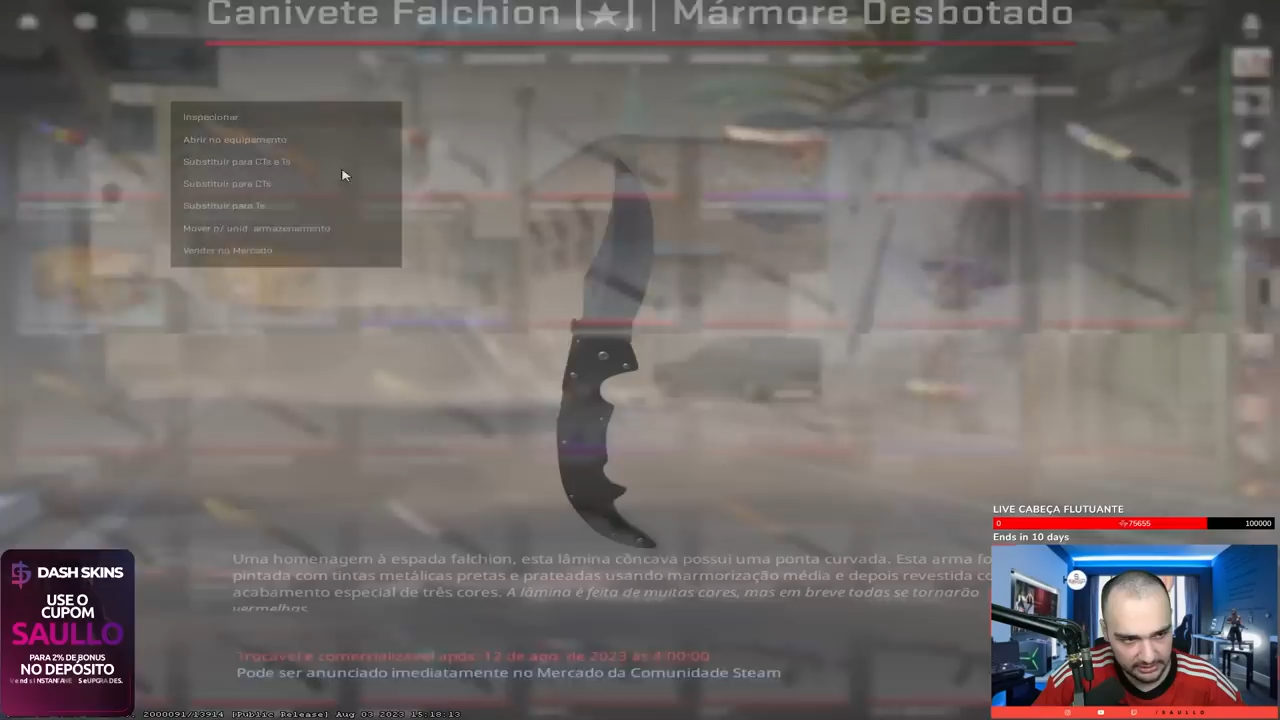 Canivete Falchion [★] | Mármore Desbotado
Inspecionar
Abrir no equipamento
Substituir para CTs e Ts
Substituir para CTs
Substituir para Ts
Mover p/ unid. armazenamento
Vender no Mercado
Uma homenagem à espada falchion, esta lâmina côncava possui uma ponta curvada. Esta arma fo
pintada com tintas metálicas pretas e prateadas usando marmorização média e depois revestida co
acabamento especial de três cores. A lâmina é feita de muitas cores, mas em breve todas se tornarão
vermelhas.
Trocável e comercializável após: 12 de ago. de 2023 às 4:00:00
Pode ser anunciado imediatamente no Mercado da Comunidade Steam
2000091/13914 [Public Release] Aug 03 2023 15:18:13
DASH SKINS
USE O
CUPOM
SAULLO
PARA 2% DE BONUS
NO DEPÓSITO
LIVE CABEÇA FLUTUANTE
0 75655 100000
Ends in 10 days
/SAULLO